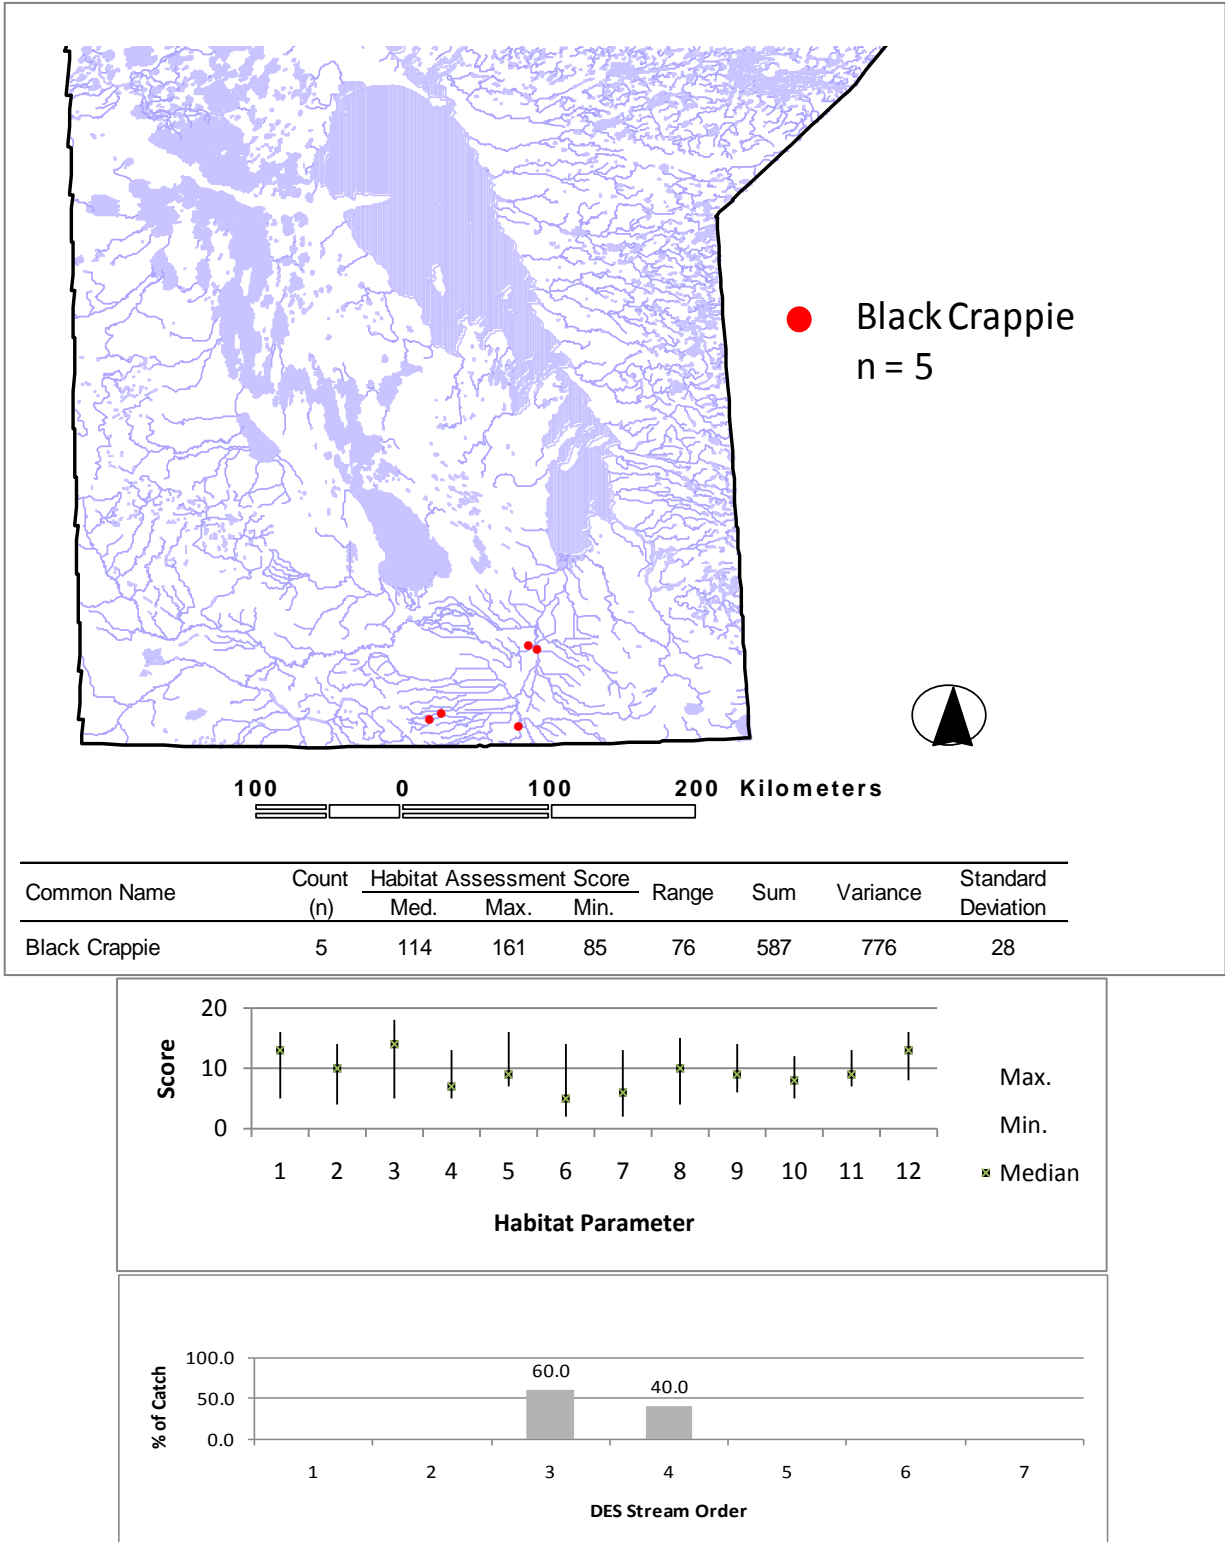 Black Crappie
n = 5
100 0 100 200 Kilometers
Common Name Count (n) Habitat Assessment Score Med. Max. Min. Range Sum Variance Standard Deviation
Black Crappie 5 114 161 85 76 587 776 28
20
10
0
Score
1 2 3 4 5 6 7 8 9 10 11 12
Habitat Parameter
Max.
Min.
Median
100.0
50.0
0.0
% of Catch
60.0
40.0
1 2 3 4 5 6 7
DES Stream Order